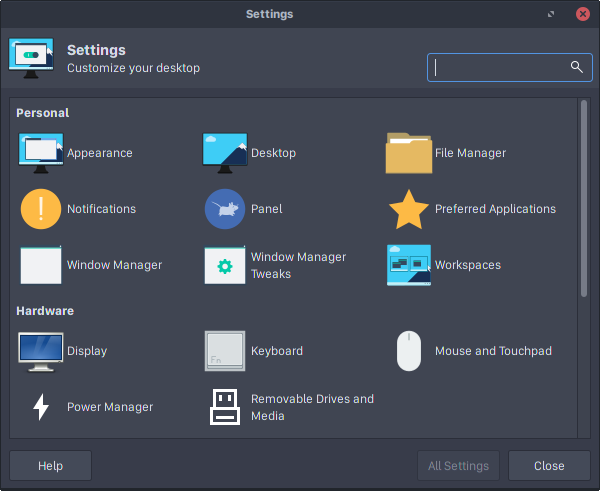 Settings
Settings
Customize your desktop
Personal
Appearance
Desktop
File Manager
Notifications
Panel
Preferred Applications
Window Manager
Window Manager
Tweaks
Workspaces
Hardware
Display
Fn
Keyboard
Mouse and Touchpad
Power Manager
Removable Drives and
Media
Help
All Settings
Close